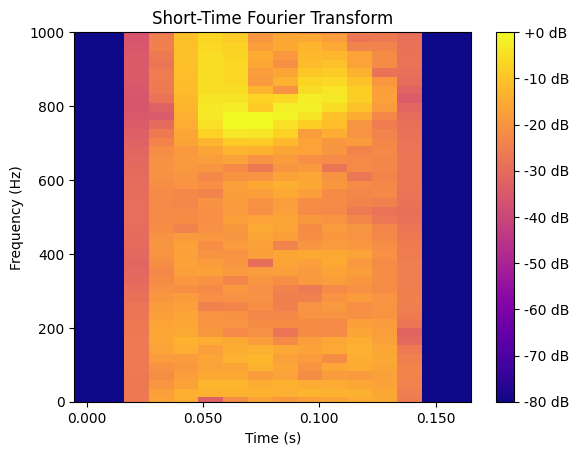 Short-Time Fourier Transform
1000
800
600
400
200
0
Frequency (Hz)
0.000
0.050
0.100
0.150
Time (s)
+0 dB
-10 dB
-20 dB
-30 dB
-40 dB
-50 dB
-60 dB
-70 dB
-80 dB